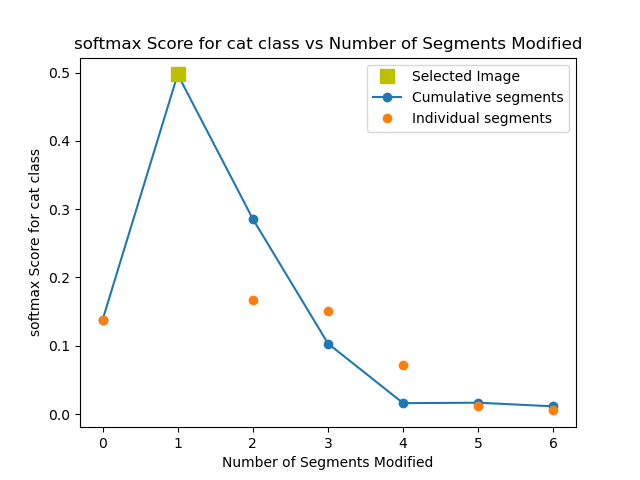 softmax Score for cat class vs Number of Segments Modified
Selected Image
Cumulative segments
Individual segments
softmax Score for cat class
0.5
0.4
0.3
0.2
0.1
0.0
0 1 2 3 4 5 6
Number of Segments Modified